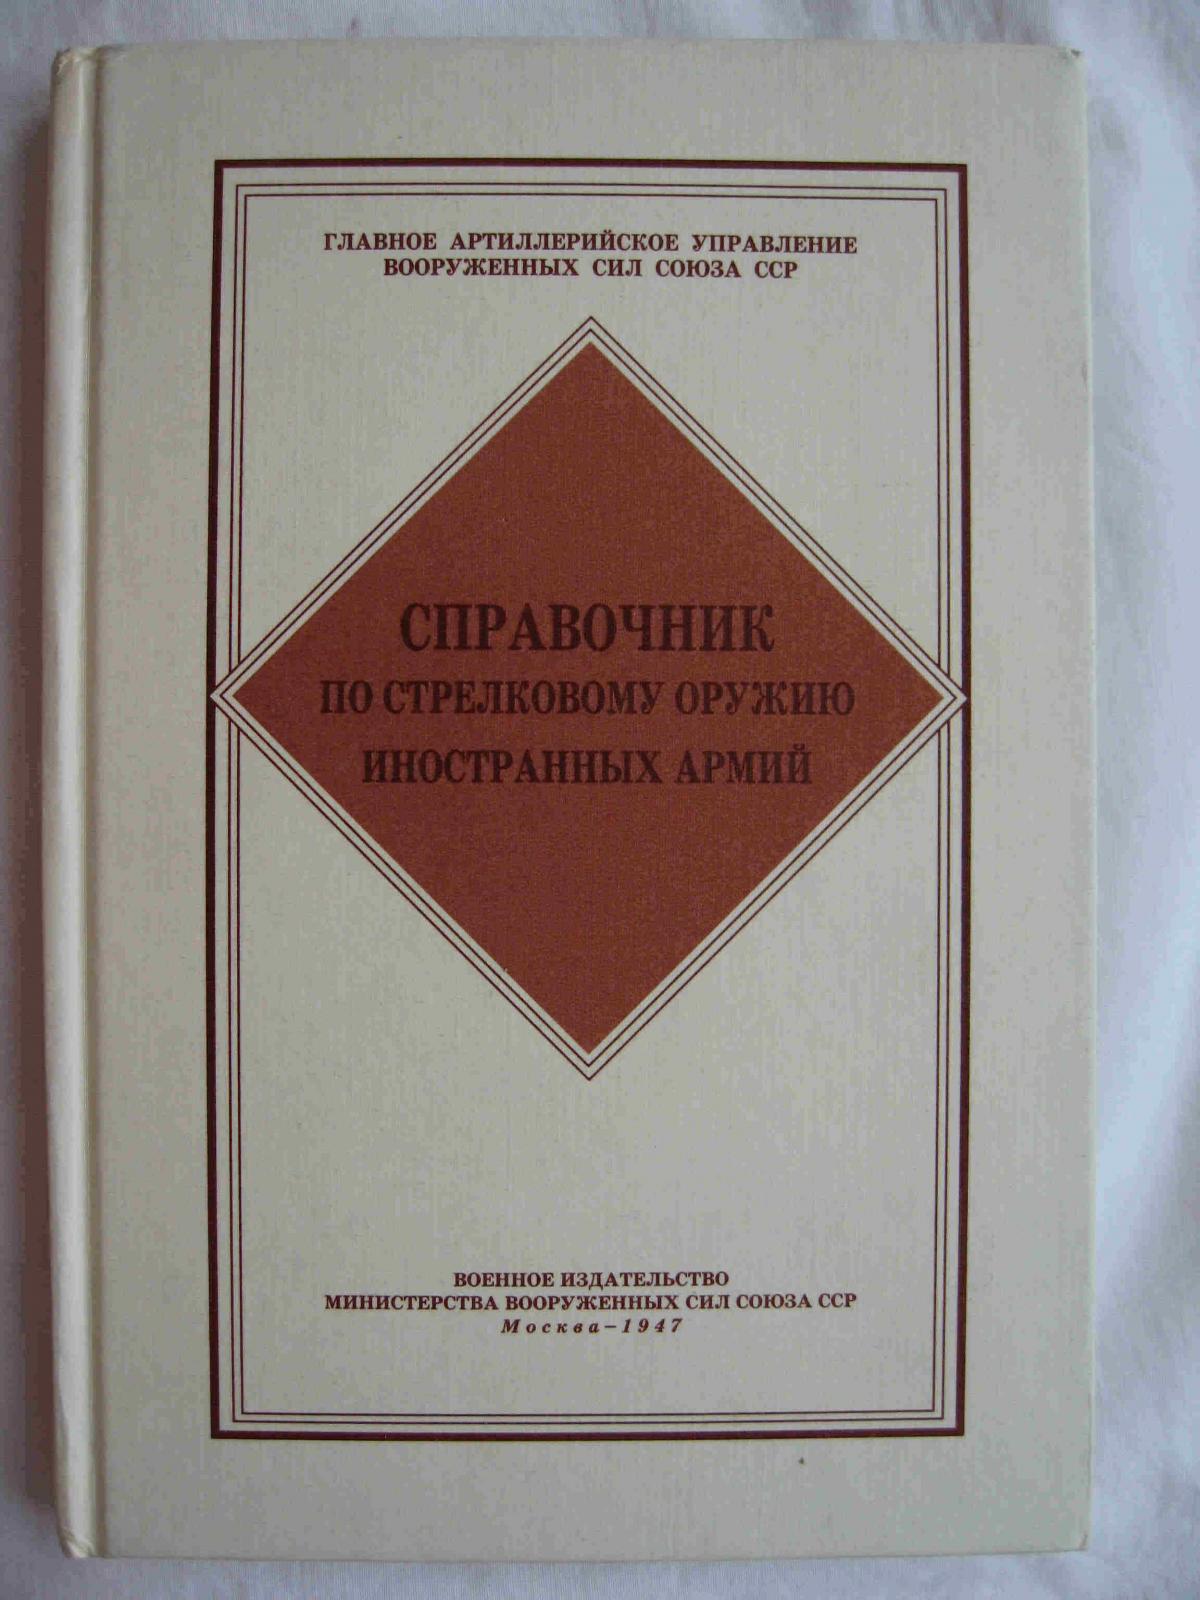 ГЛАВНОЕ АРТИЛЛЕРИЙСКОЕ УПРАВЛЕНИЕ
ВООРУЖЕННЫХ СИЛ СОЮЗА ССР
СПРАВОЧНИК
ПО СТРЕЛКОВОМУ ОРУЖИЮ
ИНОСТРАННЫХ АРМИЙ
ВОЕННОЕ ИЗДАТЕЛЬСТВО
МИНИСТЕРСТВА ВООРУЖЕННЫХ СИЛ СОЮЗА ССР
Москва–1947